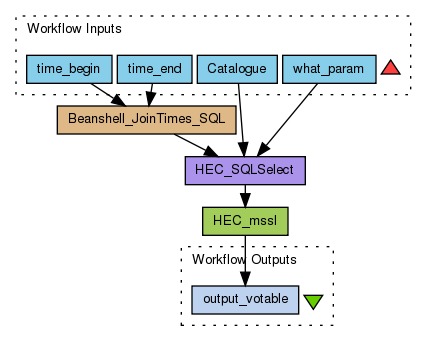 Workflow Inputs
time_begin time_end Catalogue what_param
Beanshell_JoinTimes_SQL
HEC_SQLSelect
HEC_mssl
Workflow Outputs
output_votable